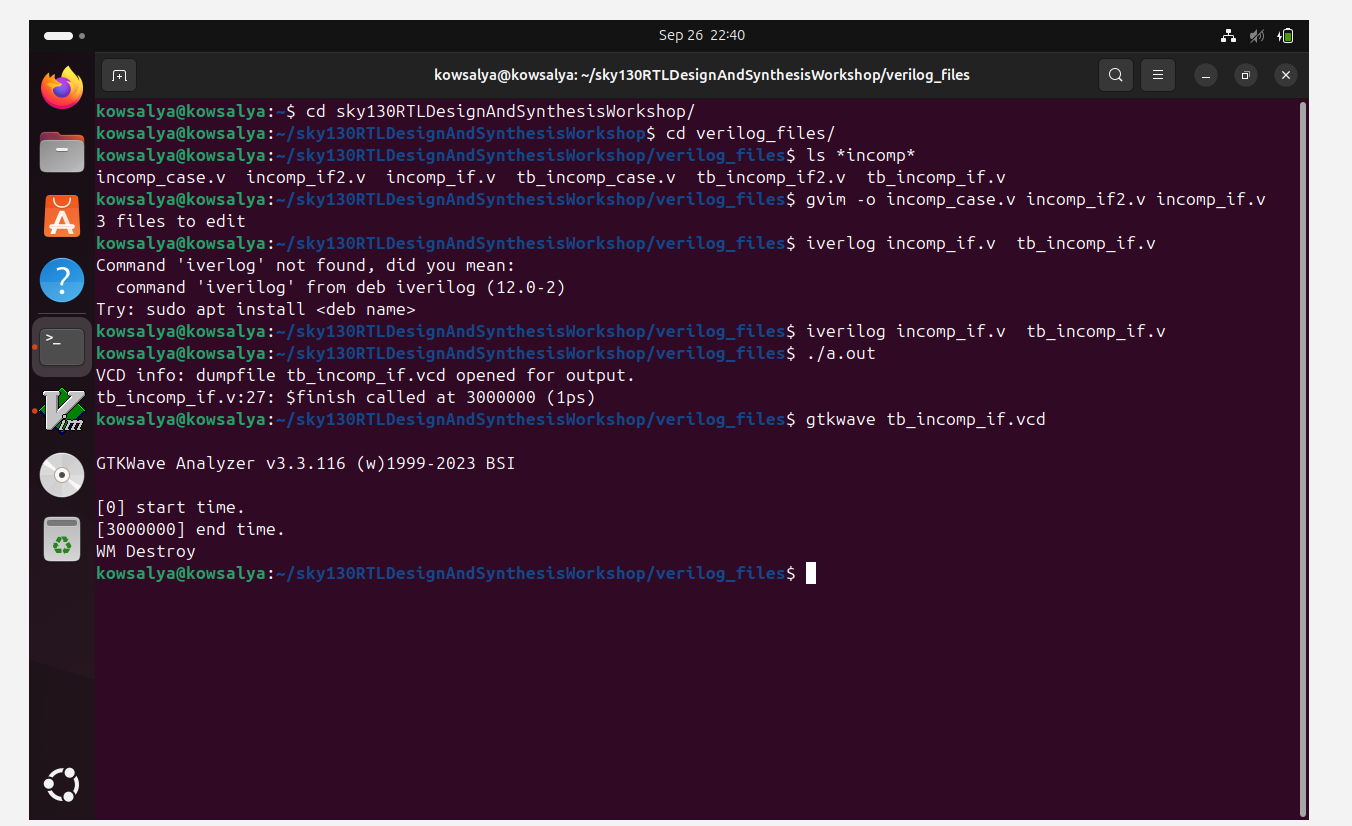 Sep 26 22:40
kowsalya@kowsalya: ~/sky130RTLDesignAndSynthesisWorkshop/verilog_files
kowsalya@kowsalya:~$ cd sky130RTLDesignAndSynthesisWorkshop/
kowsalya@kowsalya:~/sky130RTLDesignAndSynthesisWorkshop$ cd verilog_files/
kowsalya@kowsalya:~/sky130RTLDesignAndSynthesisWorkshop/verilog_files$ ls *incomp*
incomp_case.v  incomp_if2.v  incomp_if.v  tb_incomp_case.v  tb_incomp_if2.v  tb_incomp_if.v
kowsalya@kowsalya:~/sky130RTLDesignAndSynthesisWorkshop/verilog_files$ gvim -o incomp_case.v incomp_if2.v incomp_if.v
3 files to edit
kowsalya@kowsalya:~/sky130RTLDesignAndSynthesisWorkshop/verilog_files$ iverlog incomp_if.v  tb_incomp_if.v
Command 'iverlog' not found, did you mean:
  command 'iverilog' from deb iverilog (12.0-2)
Try: sudo apt install <deb name>
kowsalya@kowsalya:~/sky130RTLDesignAndSynthesisWorkshop/verilog_files$ iverilog incomp_if.v  tb_incomp_if.v
kowsalya@kowsalya:~/sky130RTLDesignAndSynthesisWorkshop/verilog_files$ ./a.out
VCD info: dumpfile tb_incomp_if.vcd opened for output.
tb_incomp_if.v:27: $finish called at 3000000 (1ps)
kowsalya@kowsalya:~/sky130RTLDesignAndSynthesisWorkshop/verilog_files$ gtkwave tb_incomp_if.vcd
GTKWave Analyzer v3.3.116 (w)1999-2023 BSI
[0] start time.
[3000000] end time.
WM Destroy
kowsalya@kowsalya:~/sky130RTLDesignAndSynthesisWorkshop/verilog_files$